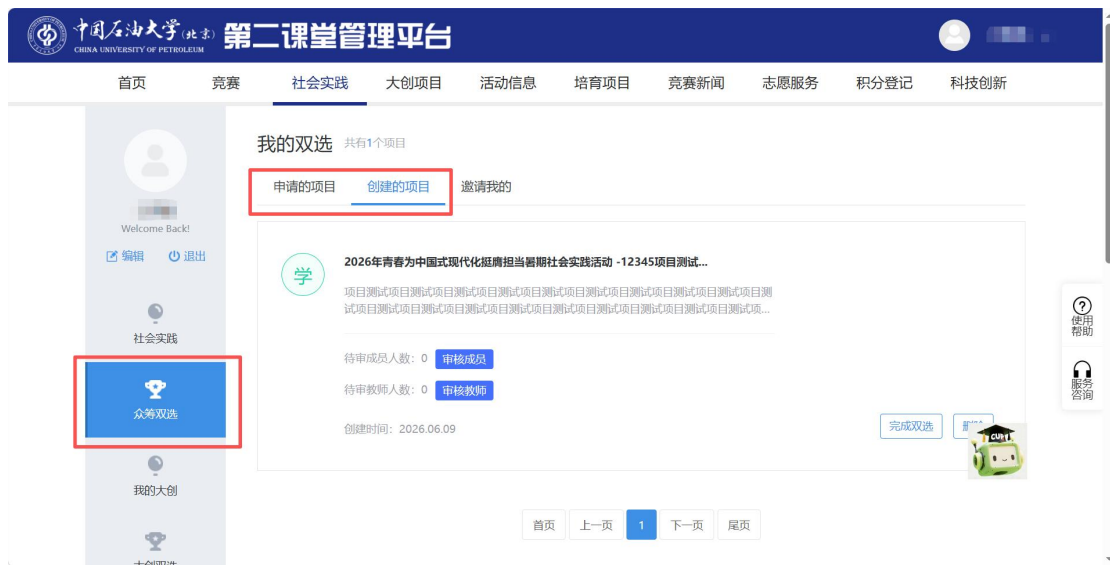 中国石油大学(北京) 第二课堂管理平台
CHINA UNIVERSITY OF PETROLEUM
首页 竞赛 社会实践 大创项目 活动信息 培育项目 竞赛新闻 志愿服务 积分登记 科技创新
我的双选 共有1个项目
申请的项目 创建的项目 邀请我的
Welcome Back!
编辑 退出
社会实践
众筹双选
我的大创
大创双选
学
2026年青春为中国式现代化挺膺担当暑期社会实践活动 -12345项目测试...
项目测试项目测试项目测试项目测试项目测试项目测试项目测试项目测试项目测
试项目测试项目测试项目测试项目测试项目测试项目测试项目测试项目测试项...
待审成员人数：0 审核成员
待审教师人数：0 审核教师
创建时间：2026.06.09
完成双选 删除
CUP
首页 上一页 1 下一页 尾页
使用
帮助
服务
咨询